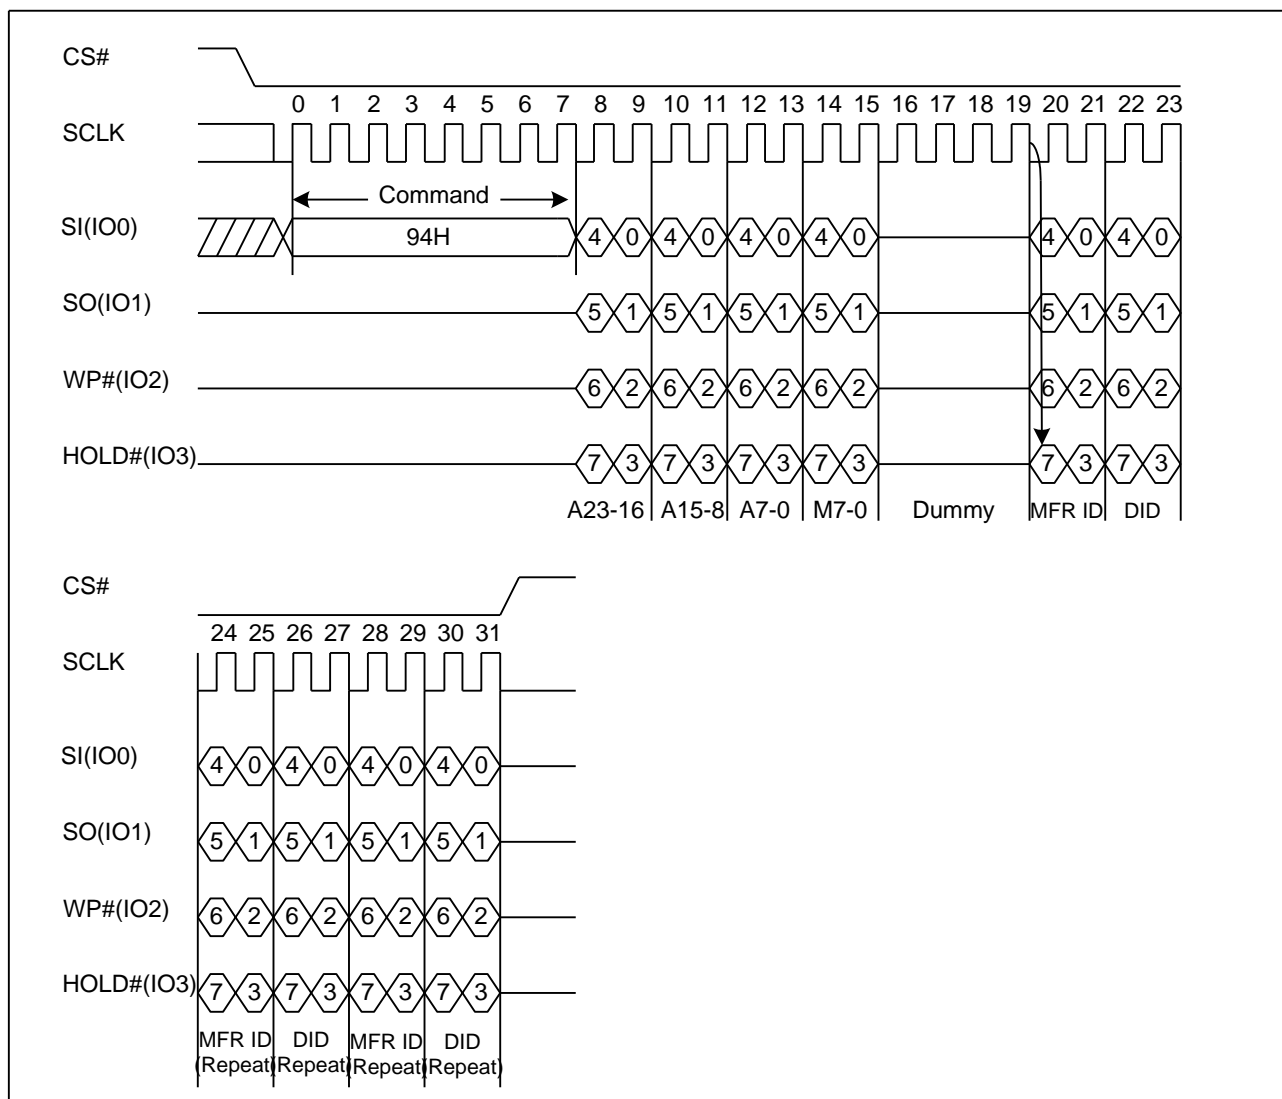 CS#
0 1 2 3 4 5 6 7 8 9 10 11 12 13 14 15 16 17 18 19 20 21 22 23
SCLK
Command
SI(IO0) 94H 4 0 4 0 4 0 4 0 4 0 4 0
SO(IO1) 5 1 5 1 5 1 5 1 5 1 5 1
WP#(IO2) 6 2 6 2 6 2 6 2 6 2 6 2
HOLD#(IO3) 7 3 7 3 7 3 7 3 7 3 7 3
A23-16 A15-8 A7-0 M7-0 Dummy MFR ID DID
CS#
24 25 26 27 28 29 30 31
SCLK
SI(IO0) 4 0 4 0 4 0 4 0
SO(IO1) 5 1 5 1 5 1 5 1
WP#(IO2) 6 2 6 2 6 2 6 2
HOLD#(IO3) 7 3 7 3 7 3 7 3
MFR ID DID MFR ID DID
(Repeat) (Repeat) (Repeat) (Repeat)